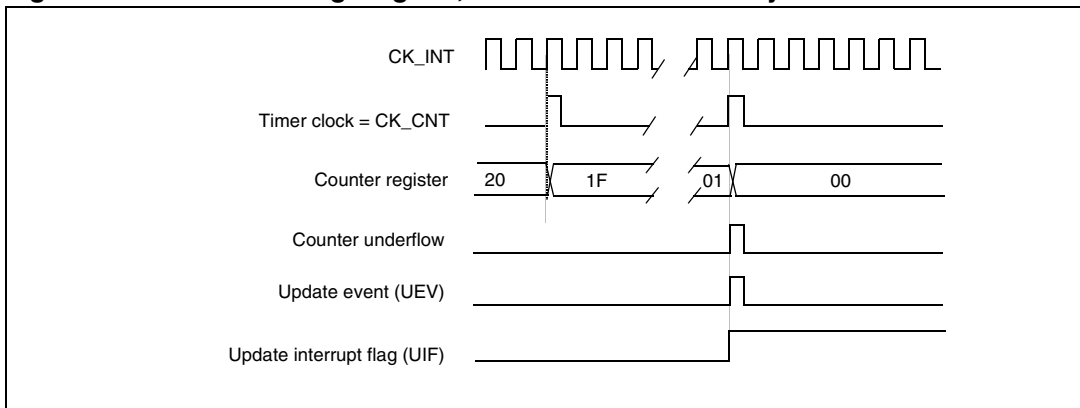 CK_INT
Timer clock = CK_CNT
Counter register 20 1F 01 00
Counter underflow
Update event (UEV)
Update interrupt flag (UIF)